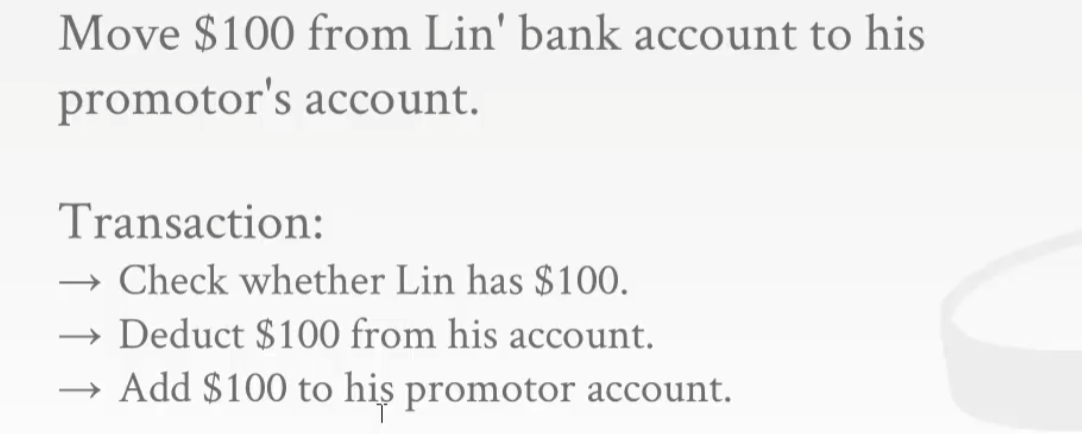 Move $100 from Lin' bank account to his
promotor's account.
Transaction:
→ Check whether Lin has $100.
→ Deduct $100 from his account.
→ Add $100 to his promotor account.